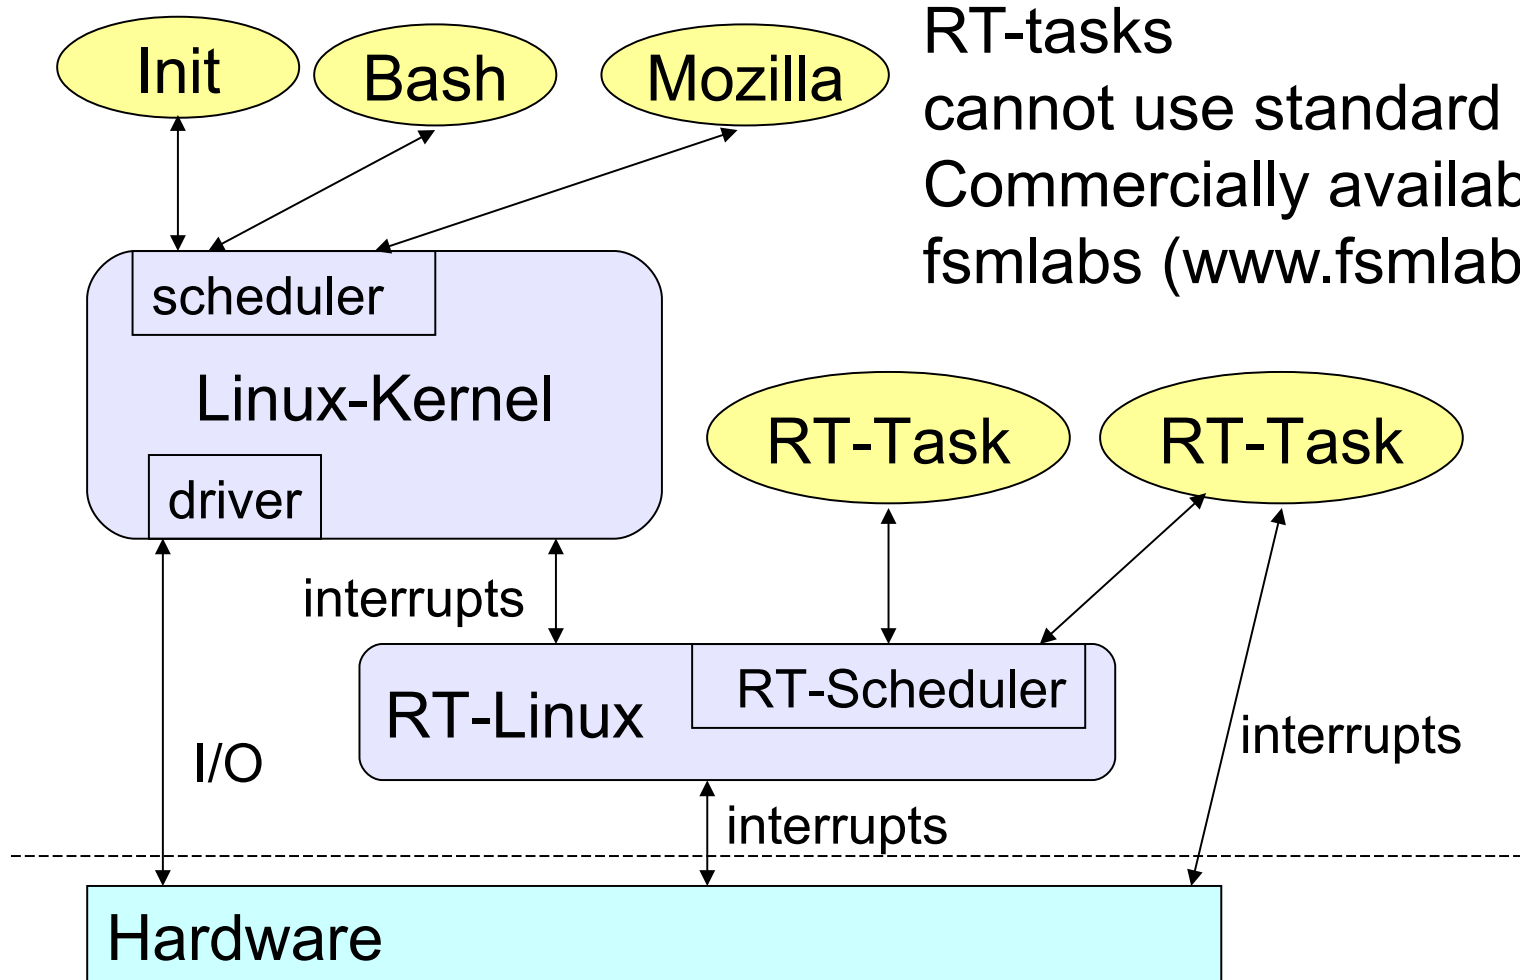 Init
Bash
Mozilla
RT-tasks
cannot use standard
Commercially availab
fsmlabs (www.fsmlab
scheduler
Linux-Kernel
driver
RT-Task
RT-Task
interrupts
RT-Linux
RT-Scheduler
I/O
interrupts
interrupts
Hardware